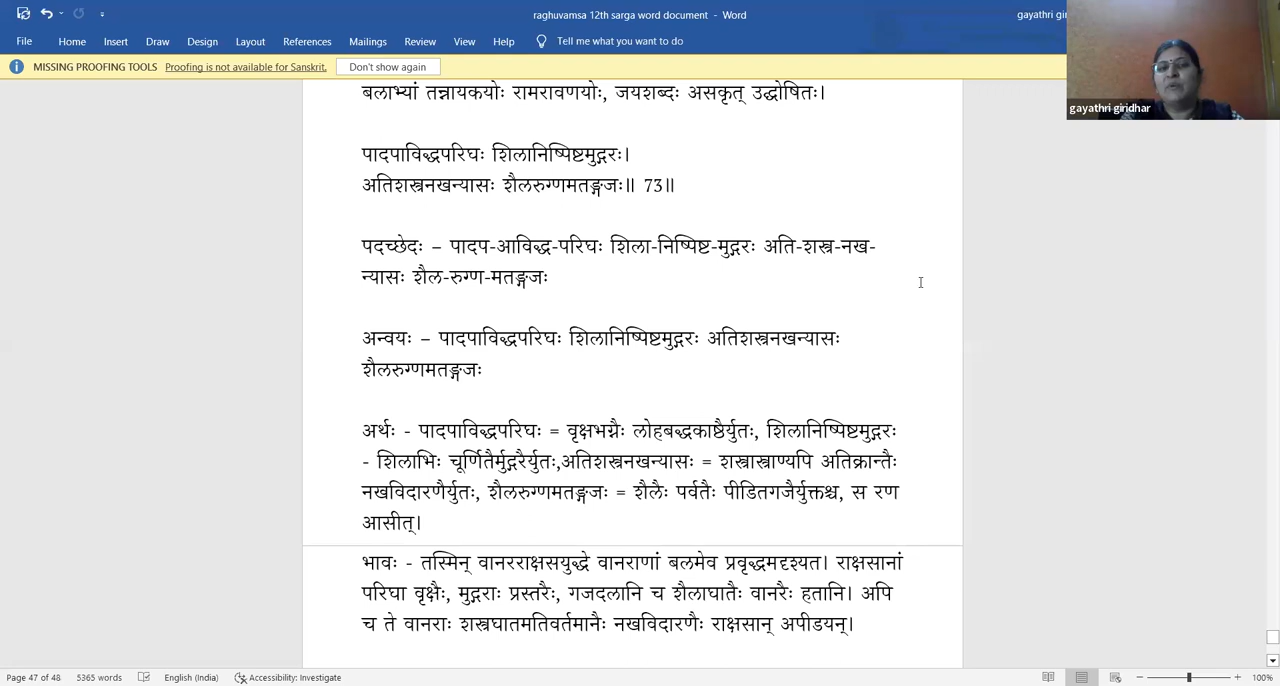 raghuvamsa 12th sarga word document - Word
gayathri gi
File Home Insert Draw Design Layout References Mailings Review View Help Tell me what you want to do
MISSING PROOFING TOOLS Proofing is not available for Sanskrit. Don't show again
gayathri giridhar
बलाभ्यां तन्नायकयोः रामरावणयोः, जयशब्दः असकृत् उद्घोषितः।
पादपाविद्धपरिघः शिलानिष्पिष्टमुद्गरः।
अतिशस्त्रनखन्यासः शैलरुग्णमतङ्गजः॥ 73॥
पदच्छेदः – पादप-आविद्ध-परिघः शिला-निष्पिष्ट-मुद्गरः अति-शस्त्र-नख-
न्यासः शैल-रुग्ण-मतङ्गजः
अन्वयः – पादपाविद्धपरिघः शिलानिष्पिष्टमुद्गरः अतिशस्त्रनखन्यासः
शैलरुग्णमतङ्गजः
अर्थः - पादपाविद्धपरिघः = वृक्षभग्नैः लोहबद्धकाष्ठैर्युतः, शिलानिष्पिष्टमुद्गरः
- शिलाभिः चूर्णितैर्मुद्गरैर्युतः,अतिशस्त्रनखन्यासः = शस्त्रास्त्राण्यपि अतिक्रान्तैः
नखविदारणैर्युतः, शैलरुग्णमतङ्गजः = शैलैः पर्वतैः पीडितगजैर्युक्तश्च, स रण
आसीत्।
भावः - तस्मिन् वानरराक्षसयुद्धे वानराणां बलमेव प्रवृद्धमदृश्यत। राक्षसानां
परिघा वृक्षैः, मुद्गराः प्रस्तरैः, गजदलानि च शैलाघातैः वानरैः हतानि। अपि
च ते वानराः शस्त्रघातमतिवर्तमानैः नखविदारणैः राक्षसान् अपीडयन्।
Page 47 of 48 5365 words English (India) Accessibility: Investigate 100%